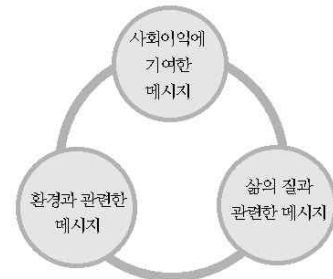 사회이익에
기여한
메시지
환경과 관련한
메시지
삶의 질과
관련한 메시지